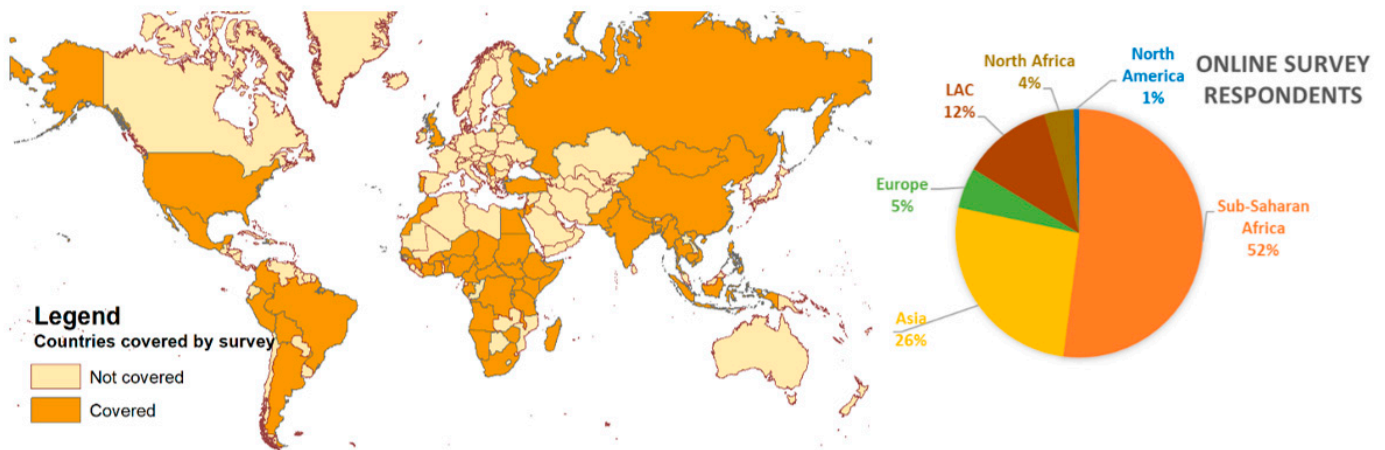 Legend
Countries covered by survey
Not covered
Covered
ONLINE SURVEY
RESPONDENTS
North
America
1%
North Africa
4%
LAC
12%
Europe
5%
Sub-Saharan
Africa
52%
Asia
26%